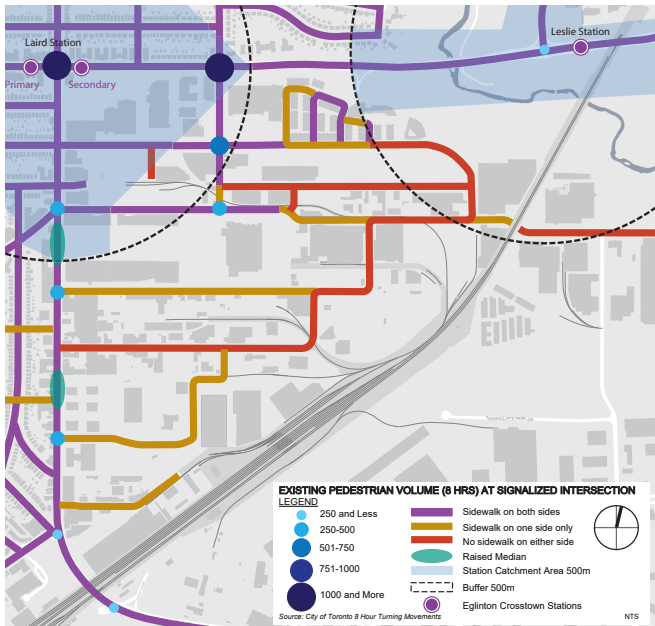 Laird Station
Leslie Station
Primary
Secondary
THORNCLIFFE PARK DR
EXISTING PEDESTRIAN VOLUME (8 HRS) AT SIGNALIZED INTERSECTION
LEGEND
250 and Less
250-500
501-750
751-1000
1000 and More
Sidewalk on both sides
Sidewalk on one side only
No sidewalk on either side
Raised Median
Station Catchment Area 500m
Buffer 500m
Eglinton Crosstown Stations
Source: City of Toronto 8 Hour Turning Movements
NTS